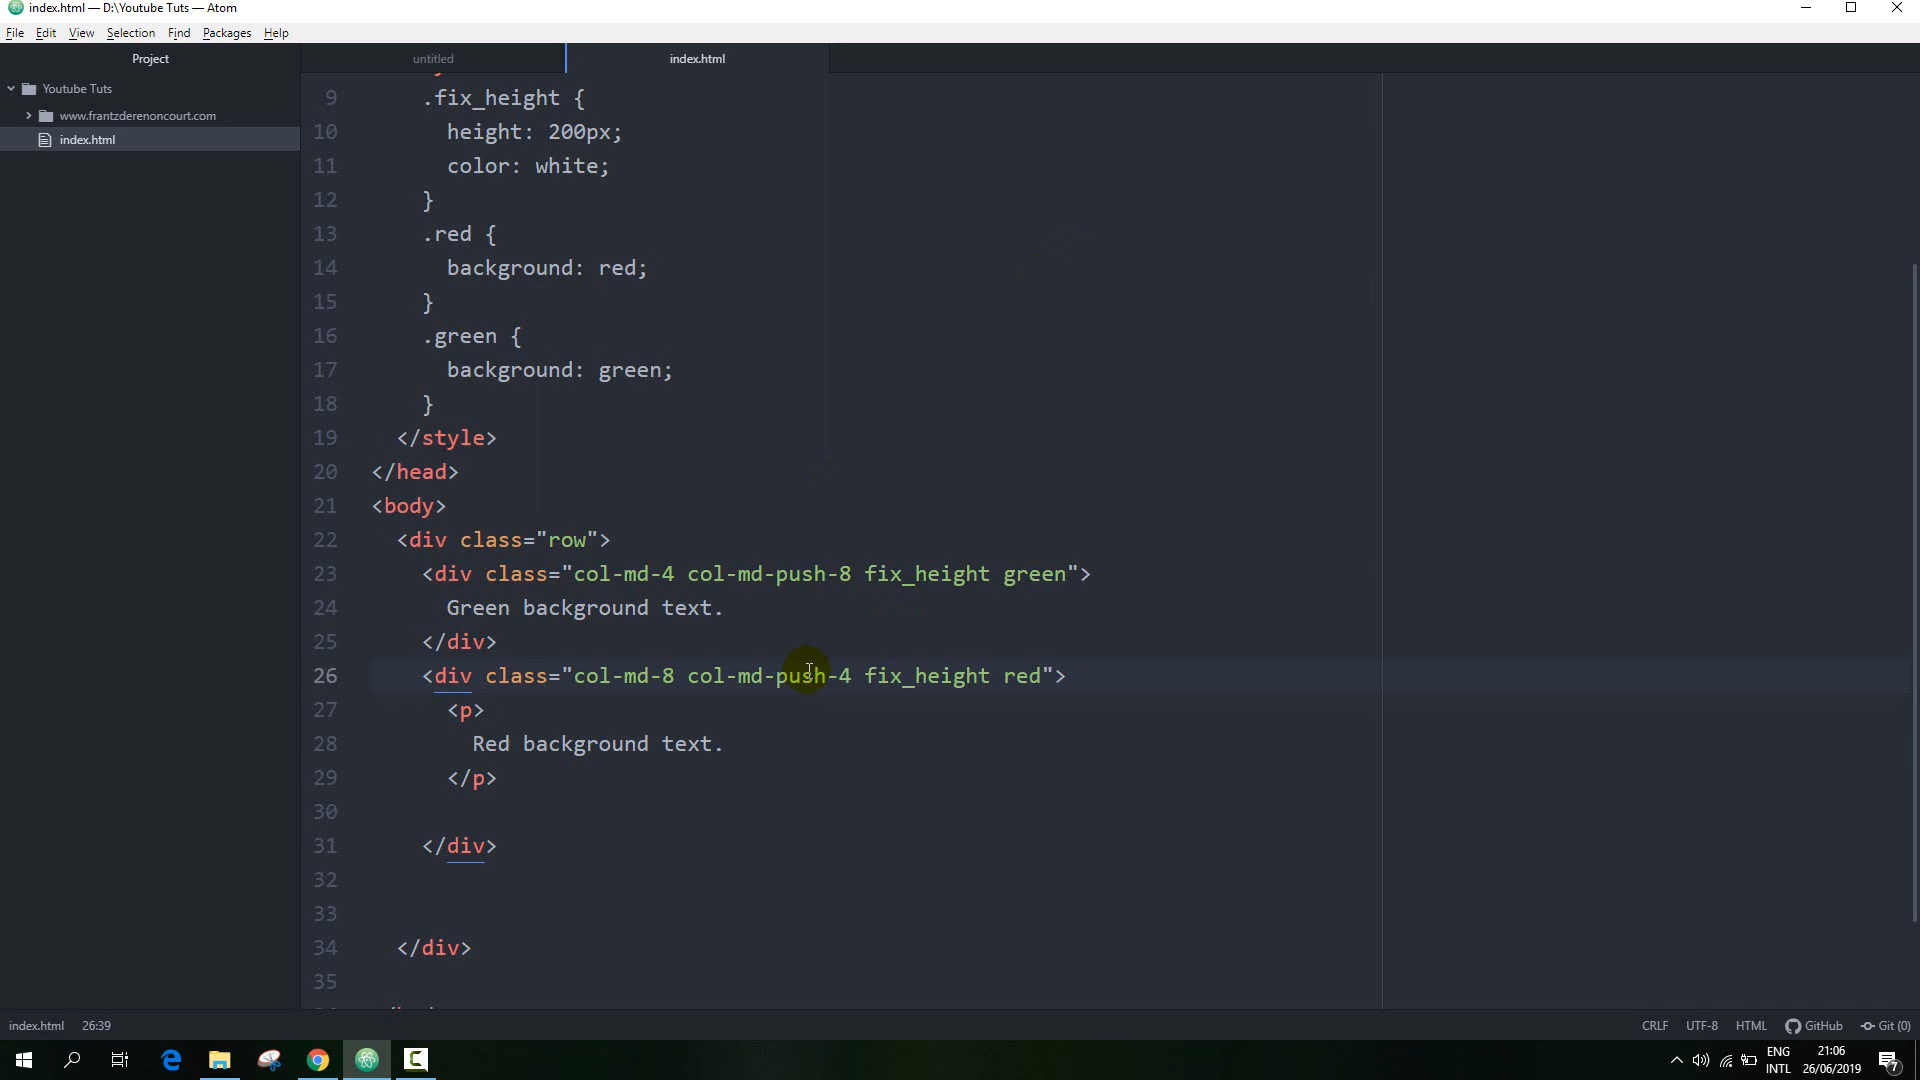 index.html — D:\Youtube Tuts — Atom
File Edit View Selection Find Packages Help
Project
untitled
index.html
Youtube Tuts
www.frantzderenoncourt.com
index.html
9 .fix_height {
10 height: 200px;
11 color: white;
12 }
13 .red {
14 background: red;
15 }
16 .green {
17 background: green;
18 }
19 </style>
20 </head>
21 <body>
22 <div class="row">
23 <div class="col-md-4 col-md-push-8 fix_height green">
24 Green background text.
25 </div>
26 <div class="col-md-8 col-md-push-4 fix_height red">
27 <p>
28 Red background text.
29 </p>
30
31 </div>
32
33
34 </div>
35
index.html 26:39
CRLF UTF-8 HTML GitHub Git (0)
ENG
INTL
21:06
26/06/2019
7